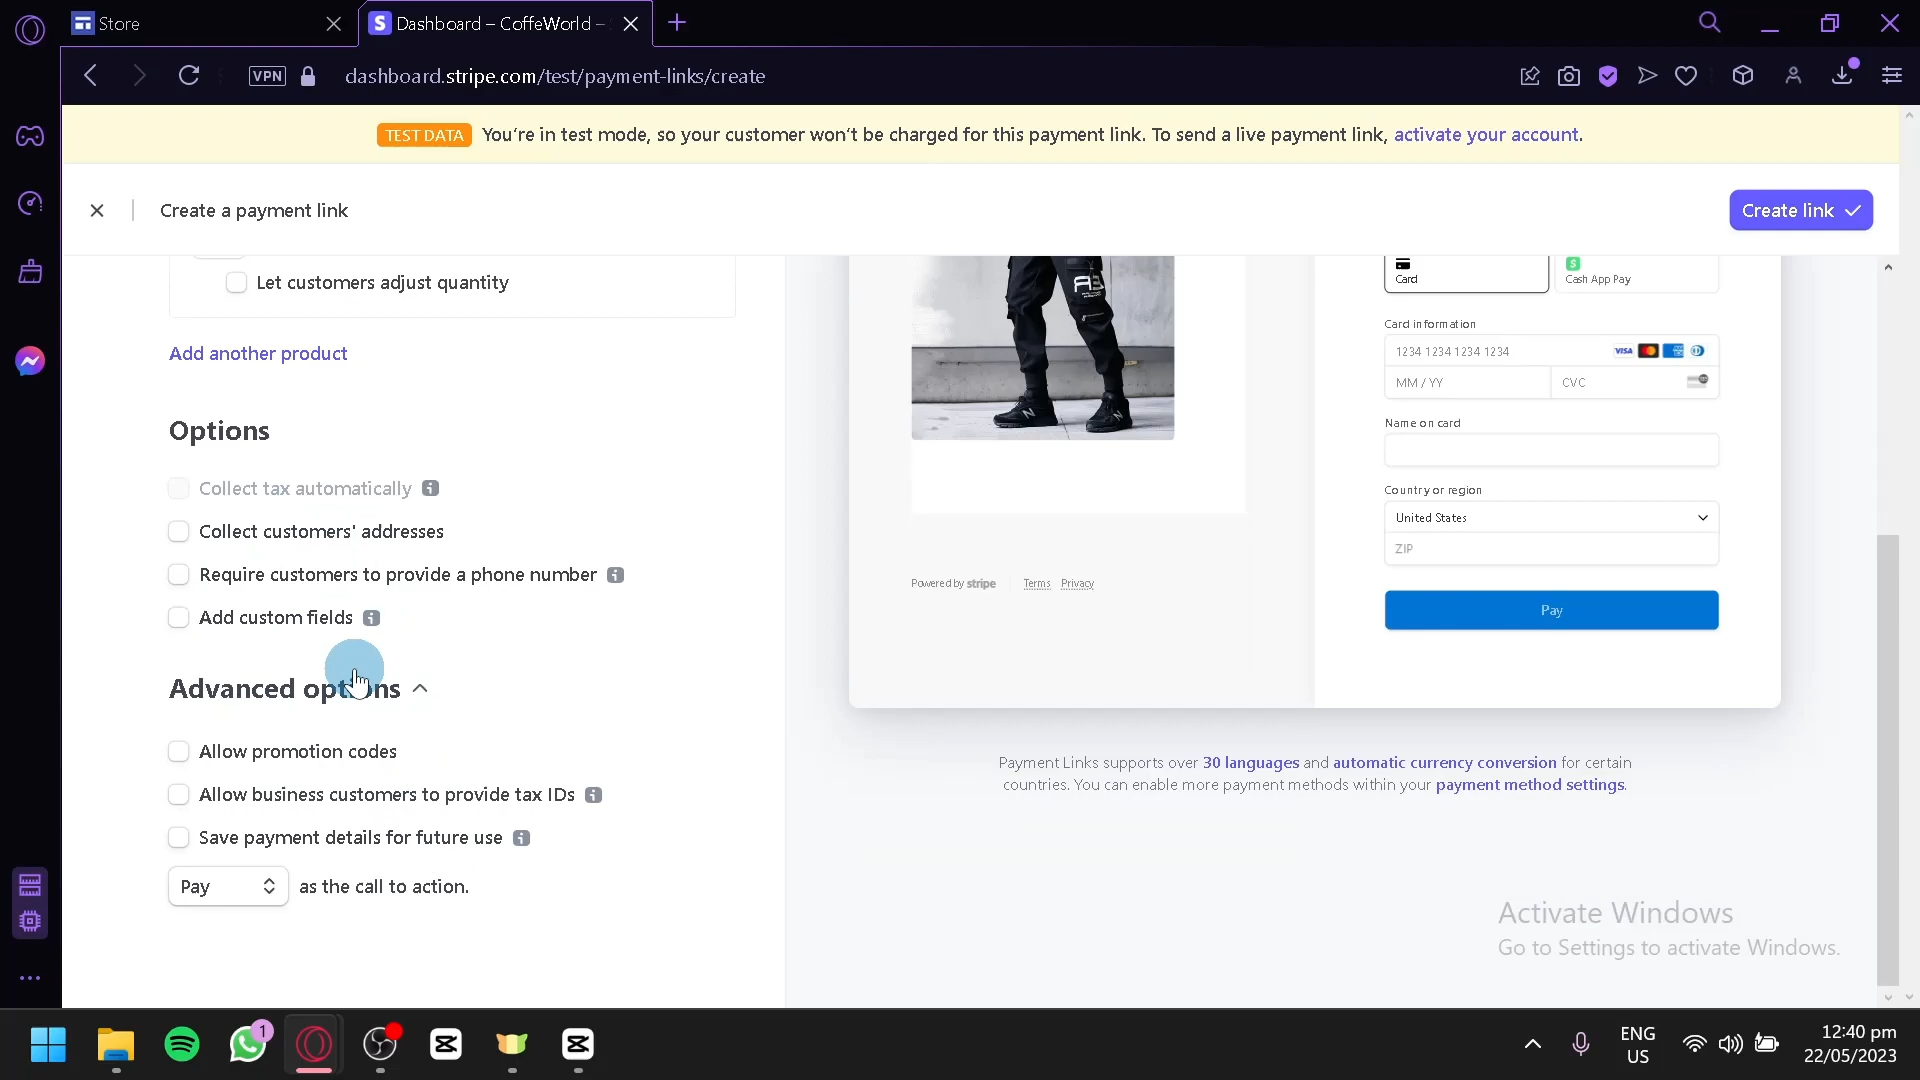 Store
Dashboard – CoffeWorld –
VPN
dashboard.stripe.com/test/payment-links/create
TEST DATA You're in test mode, so your customer won't be charged for this payment link. To send a live payment link, activate your account.
Create a payment link
Create link
Let customers adjust quantity
Add another product
Options
Collect tax automatically
Collect customers' addresses
Require customers to provide a phone number
Add custom fields
Advanced options
Allow promotion codes
Allow business customers to provide tax IDs
Save payment details for future use
Pay as the call to action.
Card
Cash App Pay
Card information
1234 1234 1234 1234
VISA
MM / YY
CVC
Name on card
Country or region
United States
ZIP
Pay
Powered by stripe
Terms Privacy
Payment Links supports over 30 languages and automatic currency conversion for certain
countries. You can enable more payment methods within your payment method settings.
Activate Windows
Go to Settings to activate Windows.
1
ENG
US
12:40 pm
22/05/2023